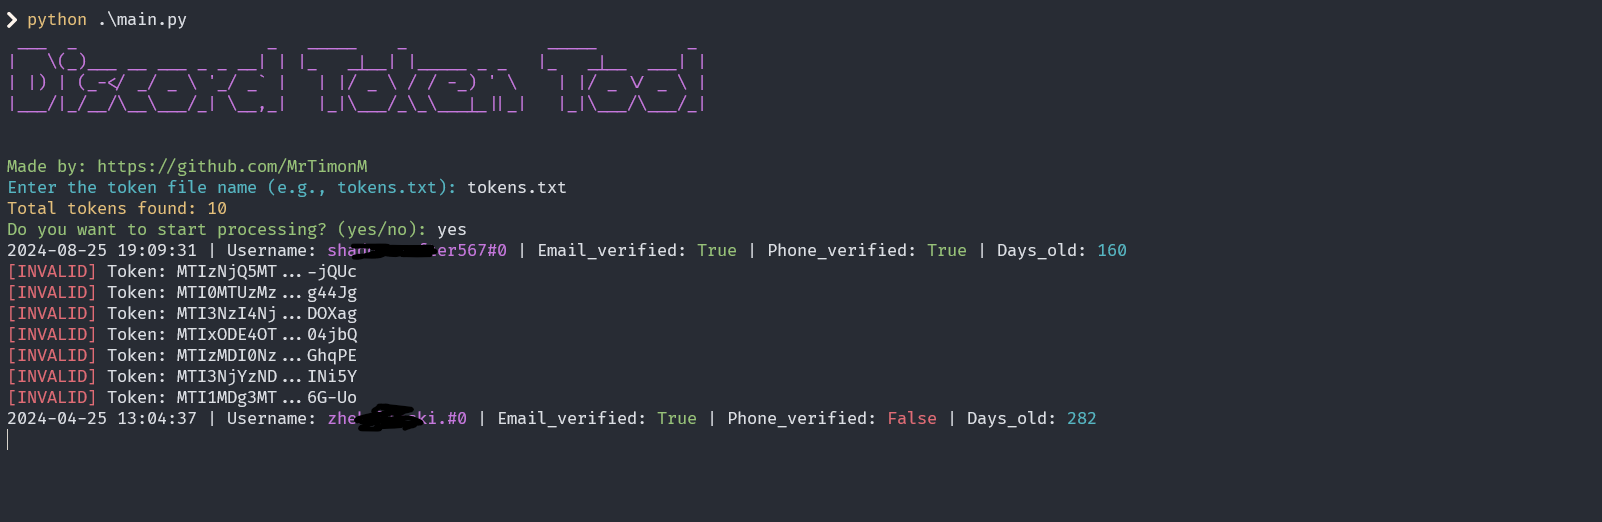 ❯ python .\main.py
Discord Token Tool
Made by: https://github.com/MrTimonM
Enter the token file name (e.g., tokens.txt): tokens.txt
Total tokens found: 10
Do you want to start processing? (yes/no): yes
2024-08-25 19:09:31 | Username: er567#0 | Email_verified: True | Phone_verified: True | Days_old: 160
[INVALID] Token: MTIzNjQ5MT...-jQUc
[INVALID] Token: MTI0MTUzMz...g44Jg
[INVALID] Token: MTI3NzI4Nj...DOXag
[INVALID] Token: MTIxODE4OT...04jbQ
[INVALID] Token: MTIzMDI0Nz...GhqPE
[INVALID] Token: MTI3NjYzND...INi5Y
[INVALID] Token: MTI1MDg3MT...6G-Uo
2024-04-25 13:04:37 | Username: ki.#0 | Email_verified: True | Phone_verified: False | Days_old: 282